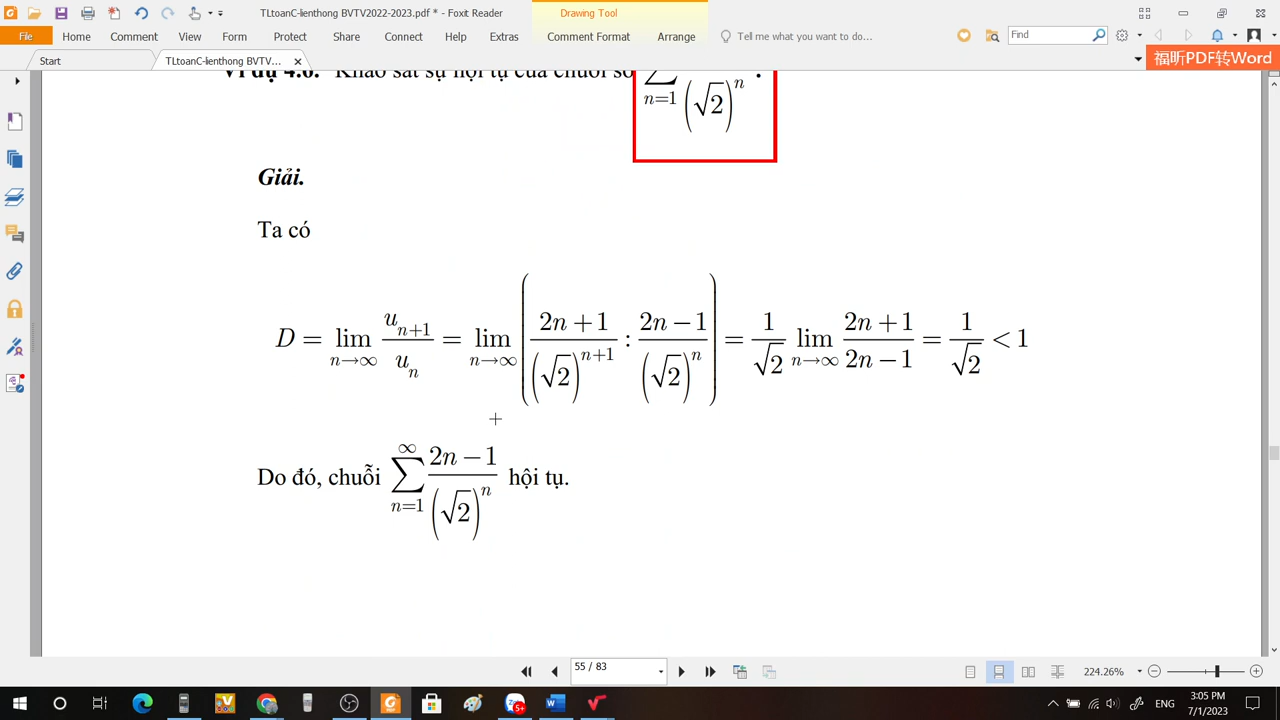 TLtoanC-lienthong BVTV2022-2023.pdf * - Foxit Reader
Drawing Tool
File Home Comment View Form Protect Share Connect Help Extras Comment Format Arrange Tell me what you want to do... Find
Start TLtoanC-lienthong BVTV...
福昕PDF转Word
Ví dụ 4.6. Khảo sát sự hội tụ của chuỗi số ∑ n=1 (√2)^n .
Giải.
Ta có
D = lim_{n→∞} u_{n+1}/u_n = lim_{n→∞} ( (2n+1)/(√2)^{n+1} : (2n−1)/(√2)^n ) = 1/√2 lim_{n→∞} (2n+1)/(2n−1) = 1/√2 < 1
Do đó, chuỗi ∑_{n=1}^{∞} (2n−1)/(√2)^n hội tụ.
55 / 83
224.26%
5+
ENG
3:05 PM
7/1/2023